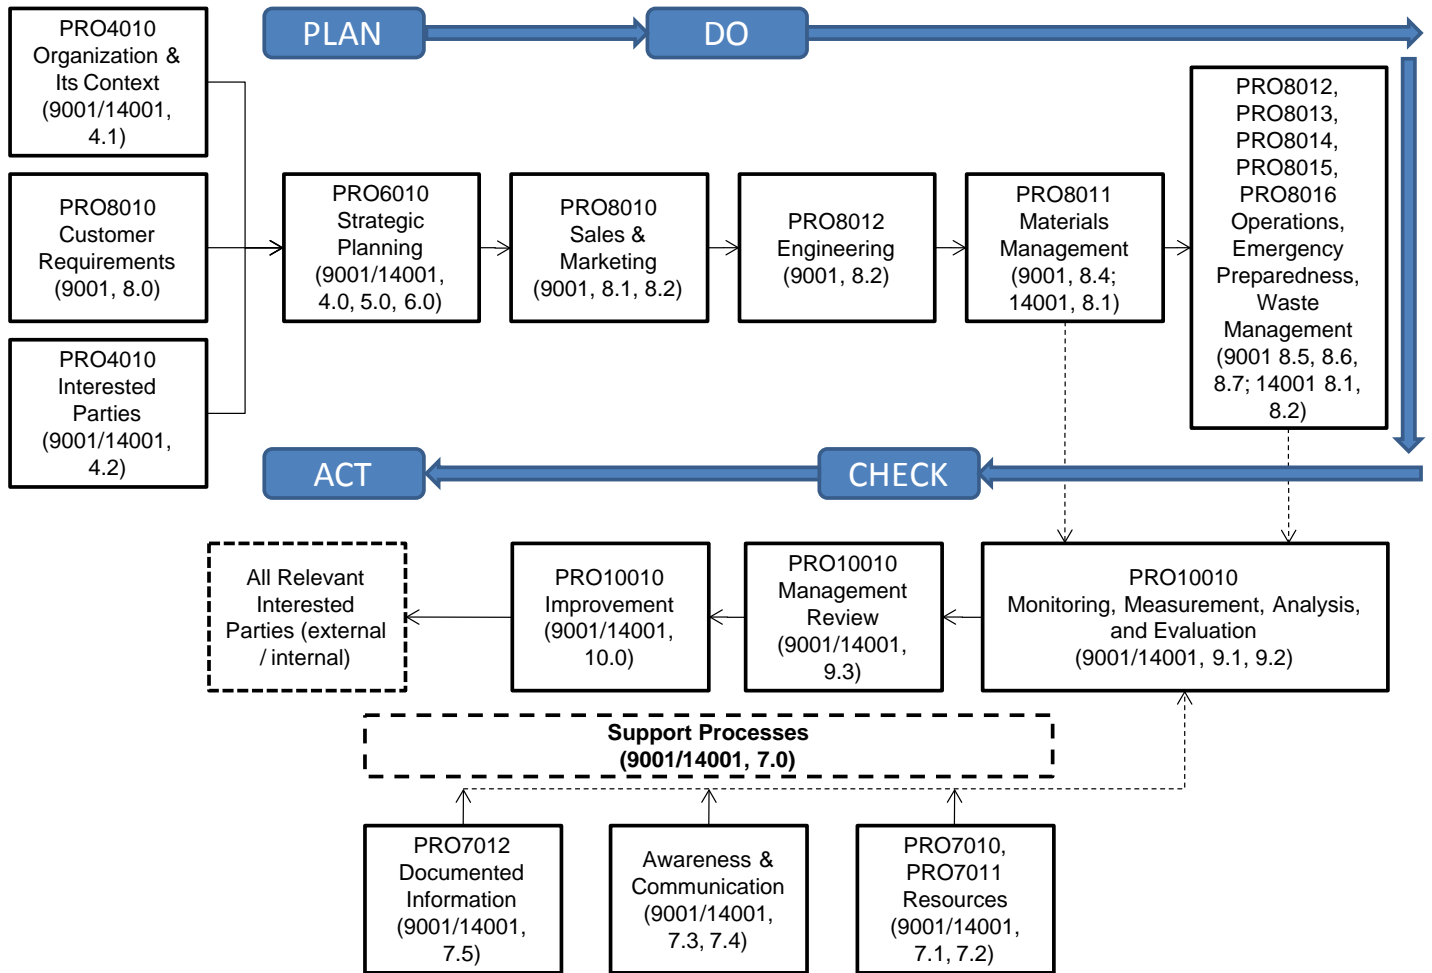 PRO4010
Organization &
Its Context
(9001/14001,
4.1)
PLAN
DO
PRO8010
Customer
Requirements
(9001, 8.0)
PRO4010
Interested
Parties
(9001/14001,
4.2)
PRO6010
Strategic
Planning
(9001/14001,
4.0, 5.0, 6.0)
PRO8010
Sales &
Marketing
(9001, 8.1, 8.2)
PRO8012
Engineering
(9001, 8.2)
PRO8011
Materials
Management
(9001, 8.4;
14001, 8.1)
PRO8012,
PRO8013,
PRO8014,
PRO8015,
PRO8016
Operations,
Emergency
Preparedness,
Waste
Management
(9001 8.5, 8.6,
8.7; 14001 8.1,
8.2)
ACT
CHECK
All Relevant
Interested
Parties (external
/ internal)
PRO10010
Improvement
(9001/14001,
10.0)
PRO10010
Management
Review
(9001/14001,
9.3)
PRO10010
Monitoring, Measurement, Analysis,
and Evaluation
(9001/14001, 9.1, 9.2)
Support Processes
(9001/14001, 7.0)
PRO7012
Documented
Information
(9001/14001,
7.5)
Awareness &
Communication
(9001/14001,
7.3, 7.4)
PRO7010,
PRO7011
Resources
(9001/14001,
7.1, 7.2)